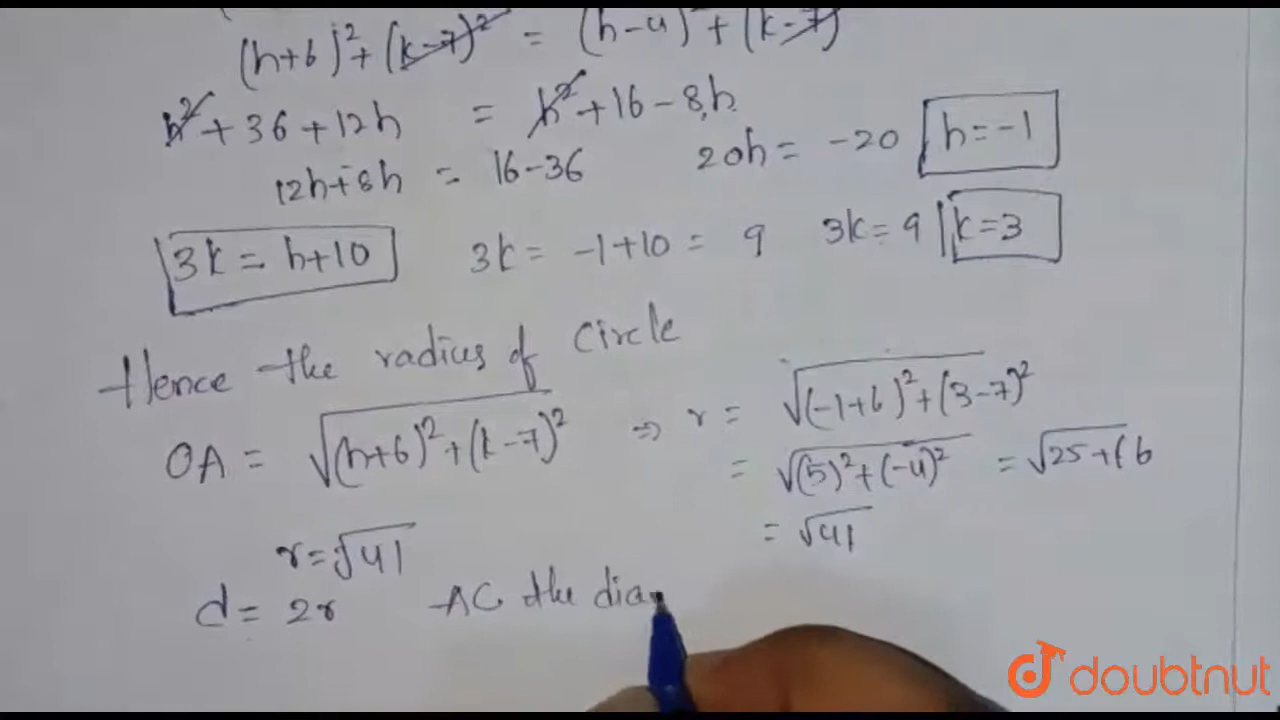 (h+6)²+(k-7)² = (h-4)²+(k-7)
h²+36+12h = h²+16-8h
12h+8h = 16-36 20h = -20 h=-1
3k = h+10 3k = -1+10 = 9 3k=9 k=3
Hence the radius of Circle
OA = √(h+6)²+(k-7)² ⇒ r = √(-1+6)²+(3-7)²
= √(5)²+(-4)² = √25+16
= √41
r=√41
d= 2r AC the dia
doubtnut